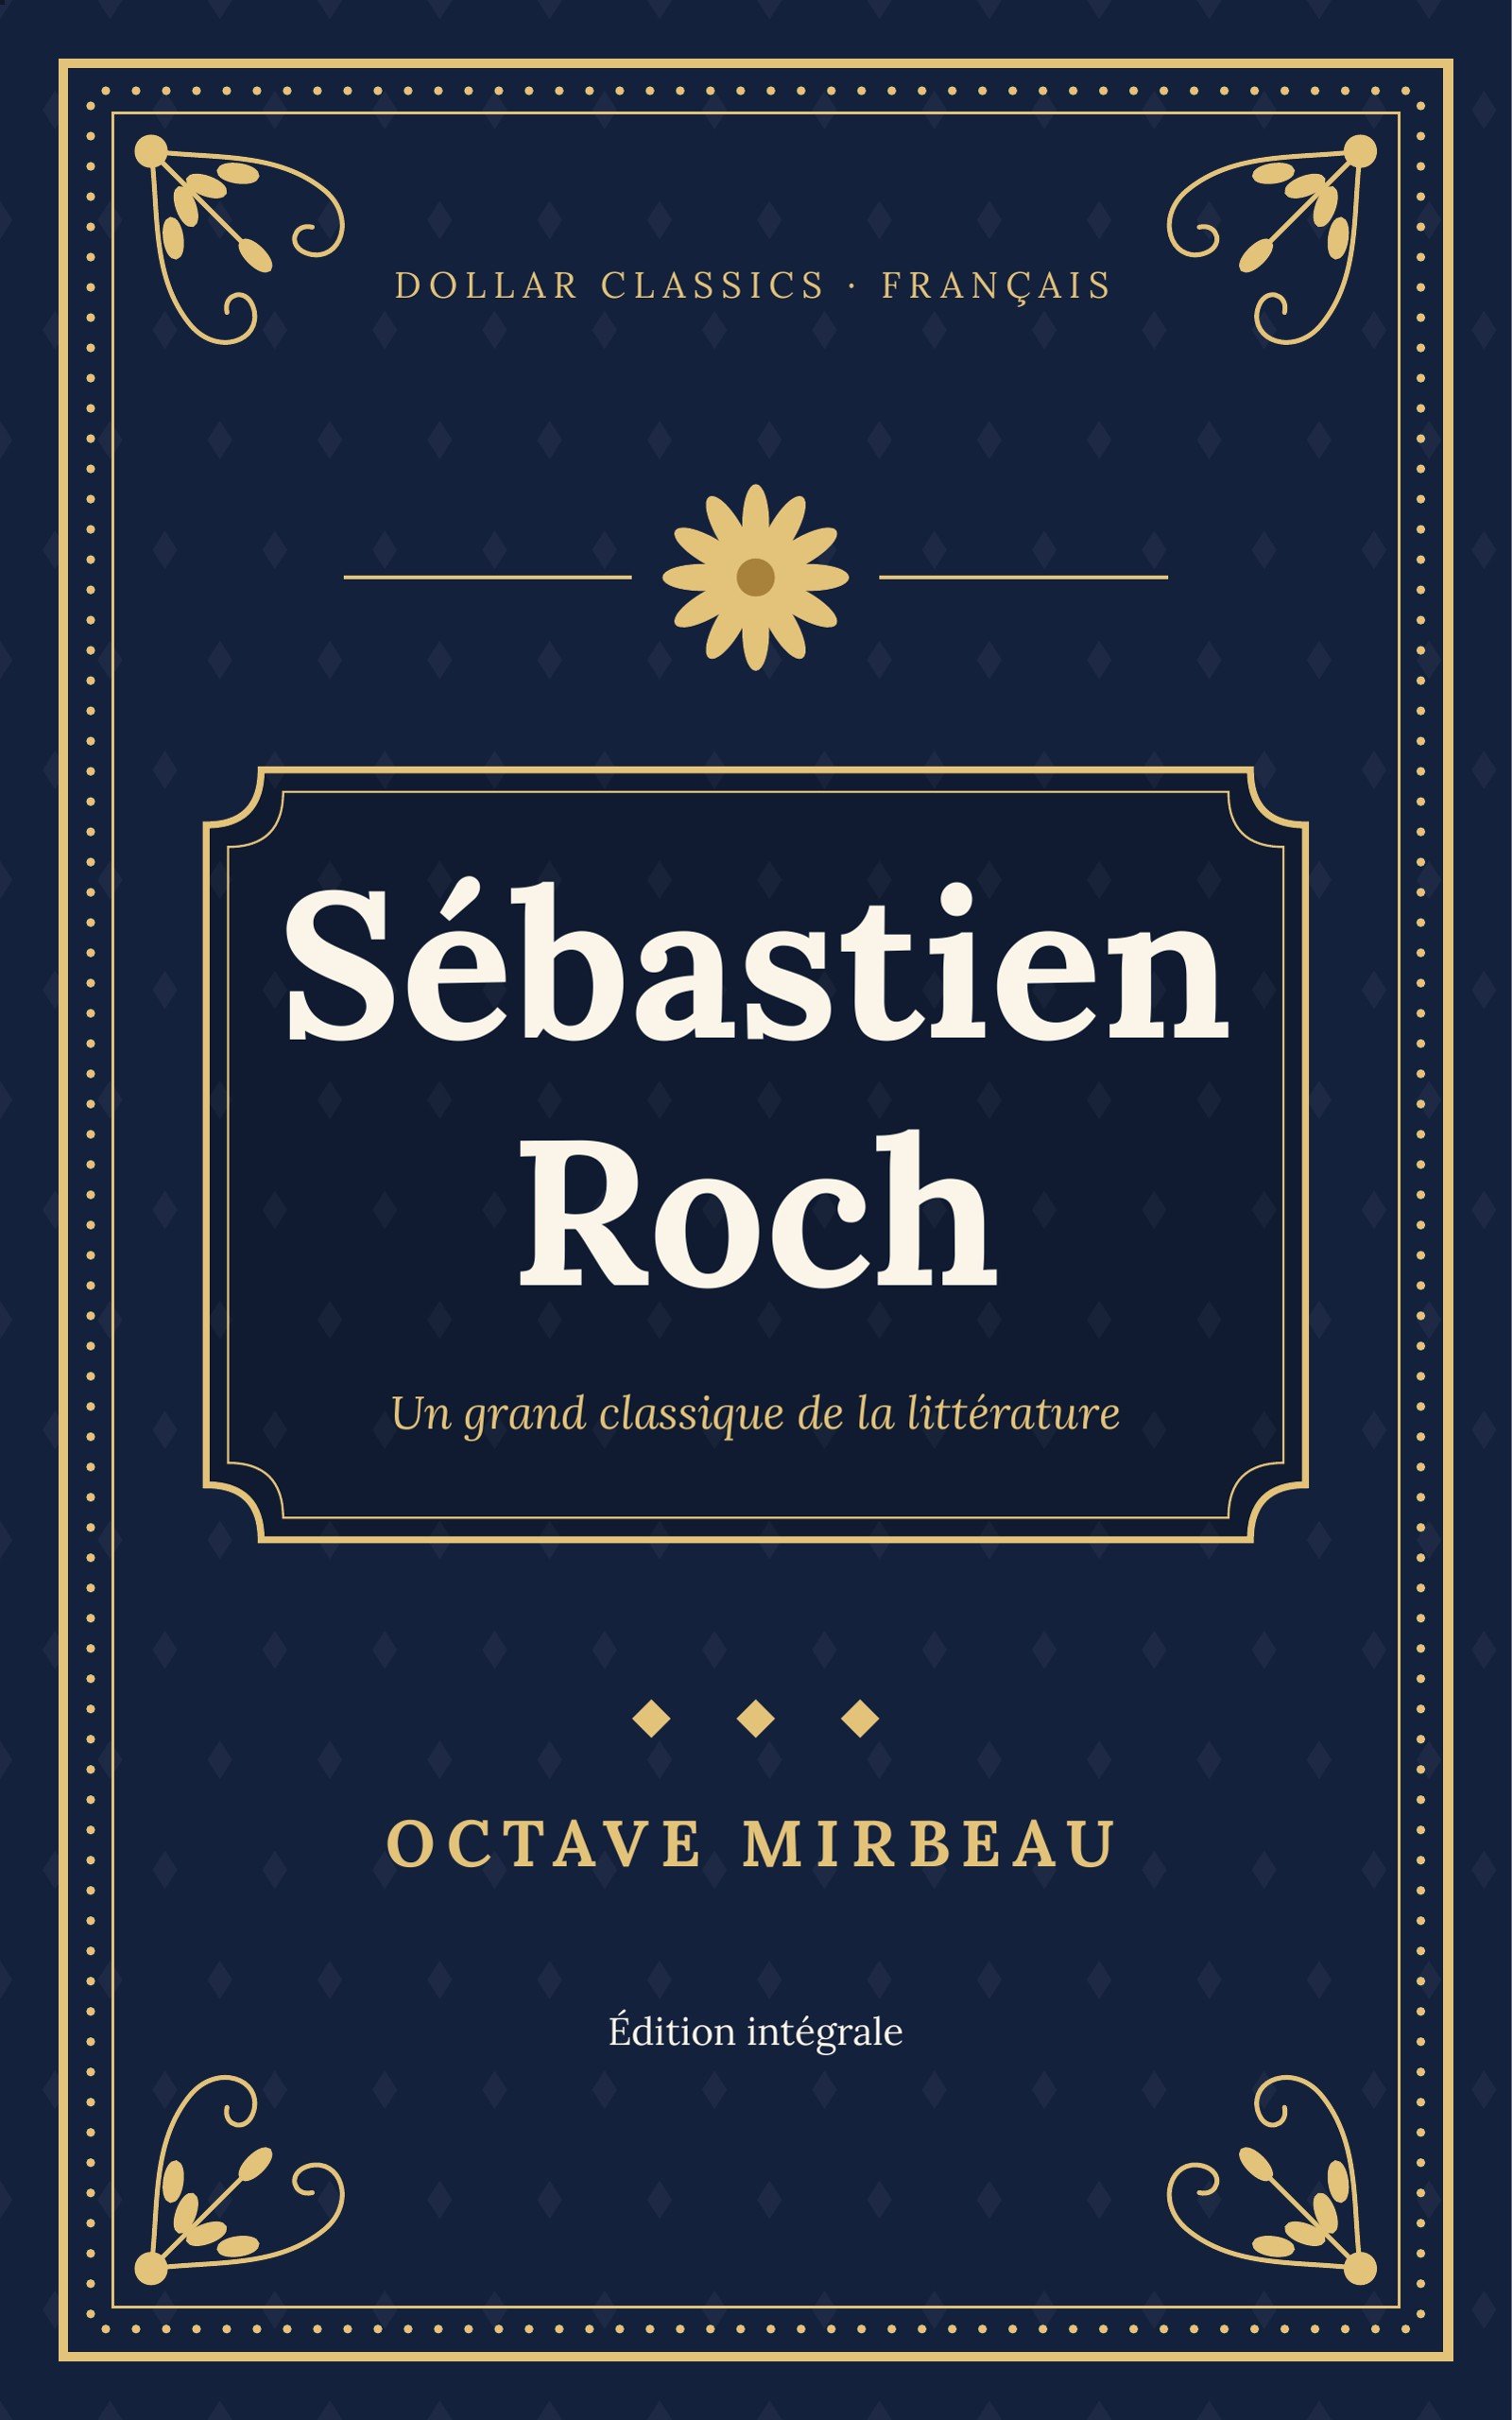 DOLLAR CLASSICS · FRANÇAIS
Sébastien
Roch
Un grand classique de la littérature
OCTAVE MIRBEAU
Édition intégrale